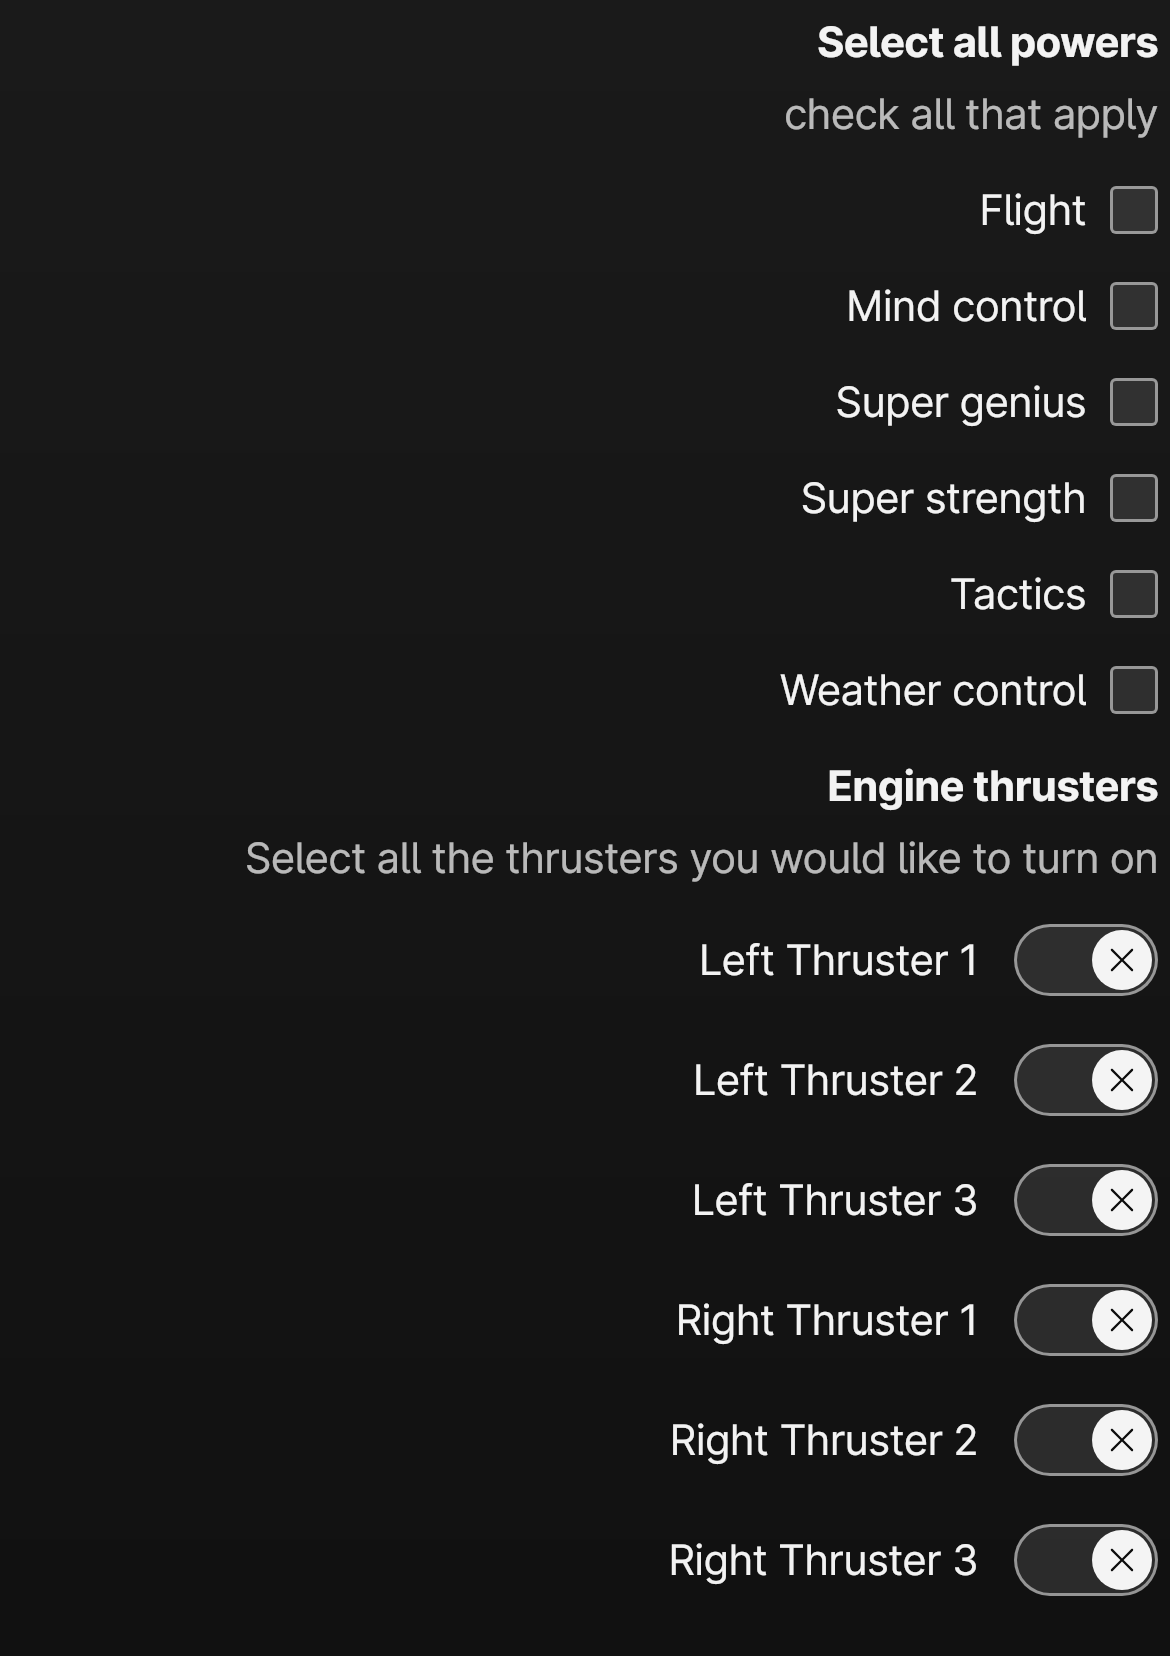 Select all powers
check all that apply
Flight
Mind control
Super genius
Super strength
Tactics
Weather control
Engine thrusters
Select all the thrusters you would like to turn on
Left Thruster 1
Left Thruster 2
Left Thruster 3
Right Thruster 1
Right Thruster 2
Right Thruster 3